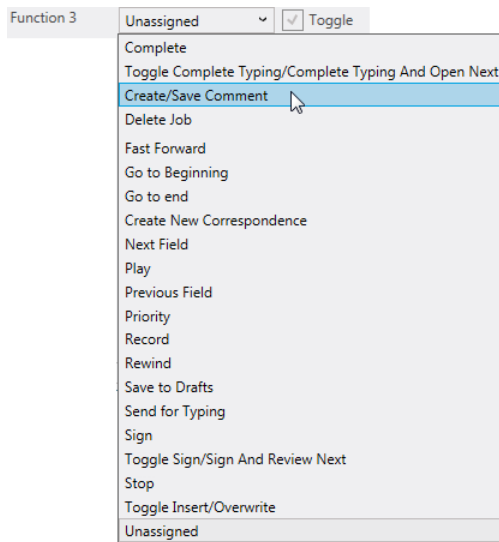 Function 3 Unassigned Toggle
Complete
Toggle Complete Typing/Complete Typing And Open Next
Create/Save Comment
Delete Job
Fast Forward
Go to Beginning
Go to end
Create New Correspondence
Next Field
Play
Previous Field
Priority
Record
Rewind
Save to Drafts
Send for Typing
Sign
Toggle Sign/Sign And Review Next
Stop
Toggle Insert/Overwrite
Unassigned